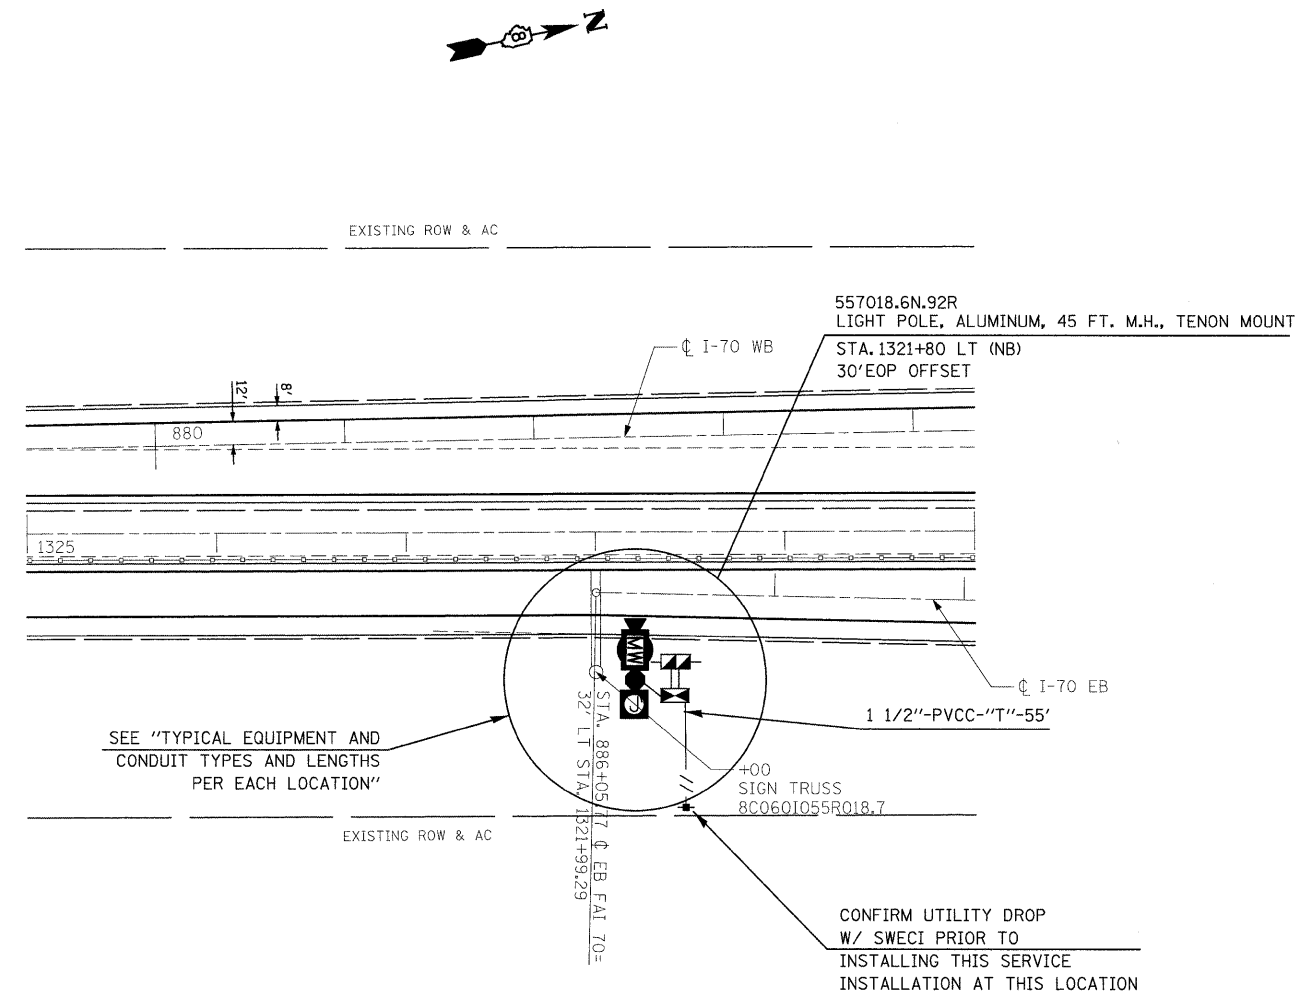 8
N
EXISTING ROW & AC
557018.6N.92R
LIGHT POLE, ALUMINUM, 45 FT. M.H., TENON MOUNT
STA. 1321+80 LT (NB)
30' EOP OFFSET
℄ I-70 WB
12'
8'
880
1325
MW
℄ I-70 EB
1 1/2"-PVCC-"T"-55'
SEE "TYPICAL EQUIPMENT AND
CONDUIT TYPES AND LENGTHS
PER EACH LOCATION"
+00
SIGN TRUSS
8C060I055R018.7
STA. 886+05.77 ℄ EB FAI 70=
32' LT STA. 1321+99.29
EXISTING ROW & AC
CONFIRM UTILITY DROP
W/ SWECI PRIOR TO
INSTALLING THIS SERVICE
INSTALLATION AT THIS LOCATION